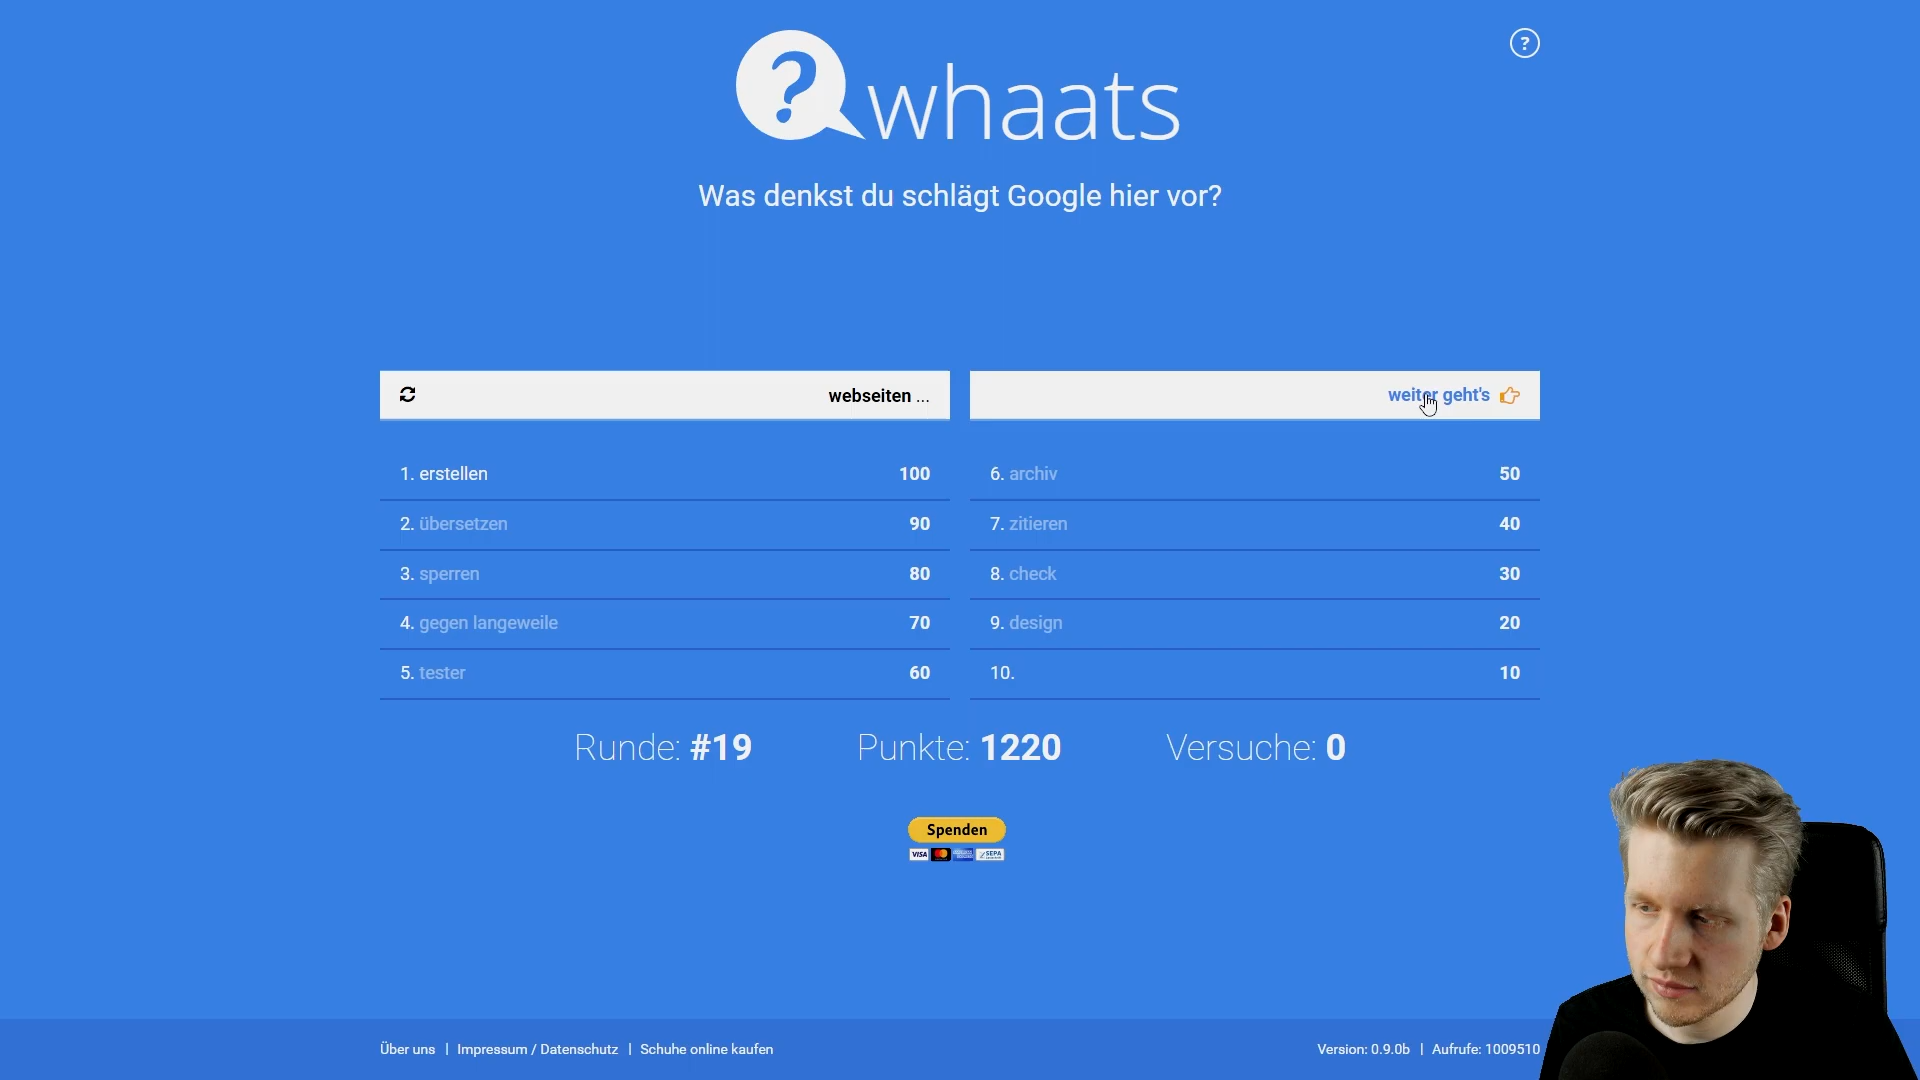 ? whaats
?
Was denkst du schlägt Google hier vor?
webseiten ...
weiter geht's
1. erstellen 100
2. übersetzen 90
3. sperren 80
4. gegen langeweile 70
5. tester 60
6. archiv 50
7. zitieren 40
8. check 30
9. design 20
10. 10
Runde: #19 Punkte: 1220 Versuche: 0
Spenden
VISA SEPA
Über uns | Impressum / Datenschutz | Schuhe online kaufen
Version: 0.9.0b | Aufrufe: 1009510